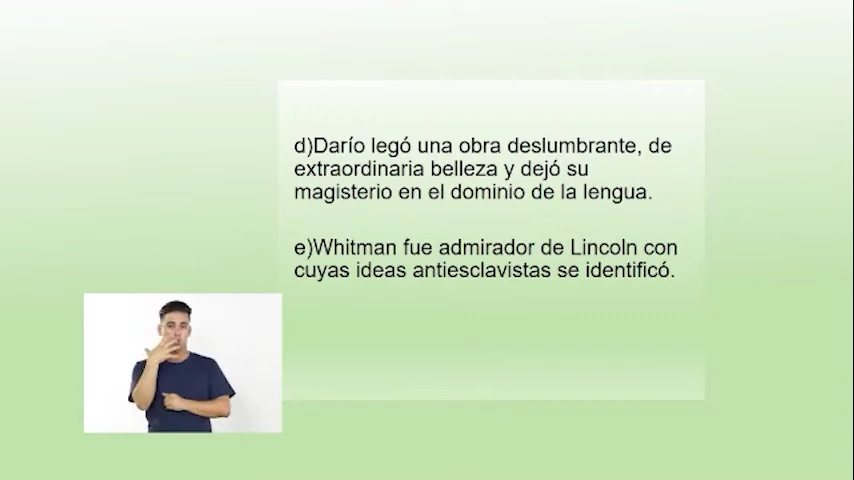 d)Darío legó una obra deslumbrante, de
extraordinaria belleza y dejó su
magisterio en el dominio de la lengua.
e)Whitman fue admirador de Lincoln con
cuyas ideas antiesclavistas se identificó.